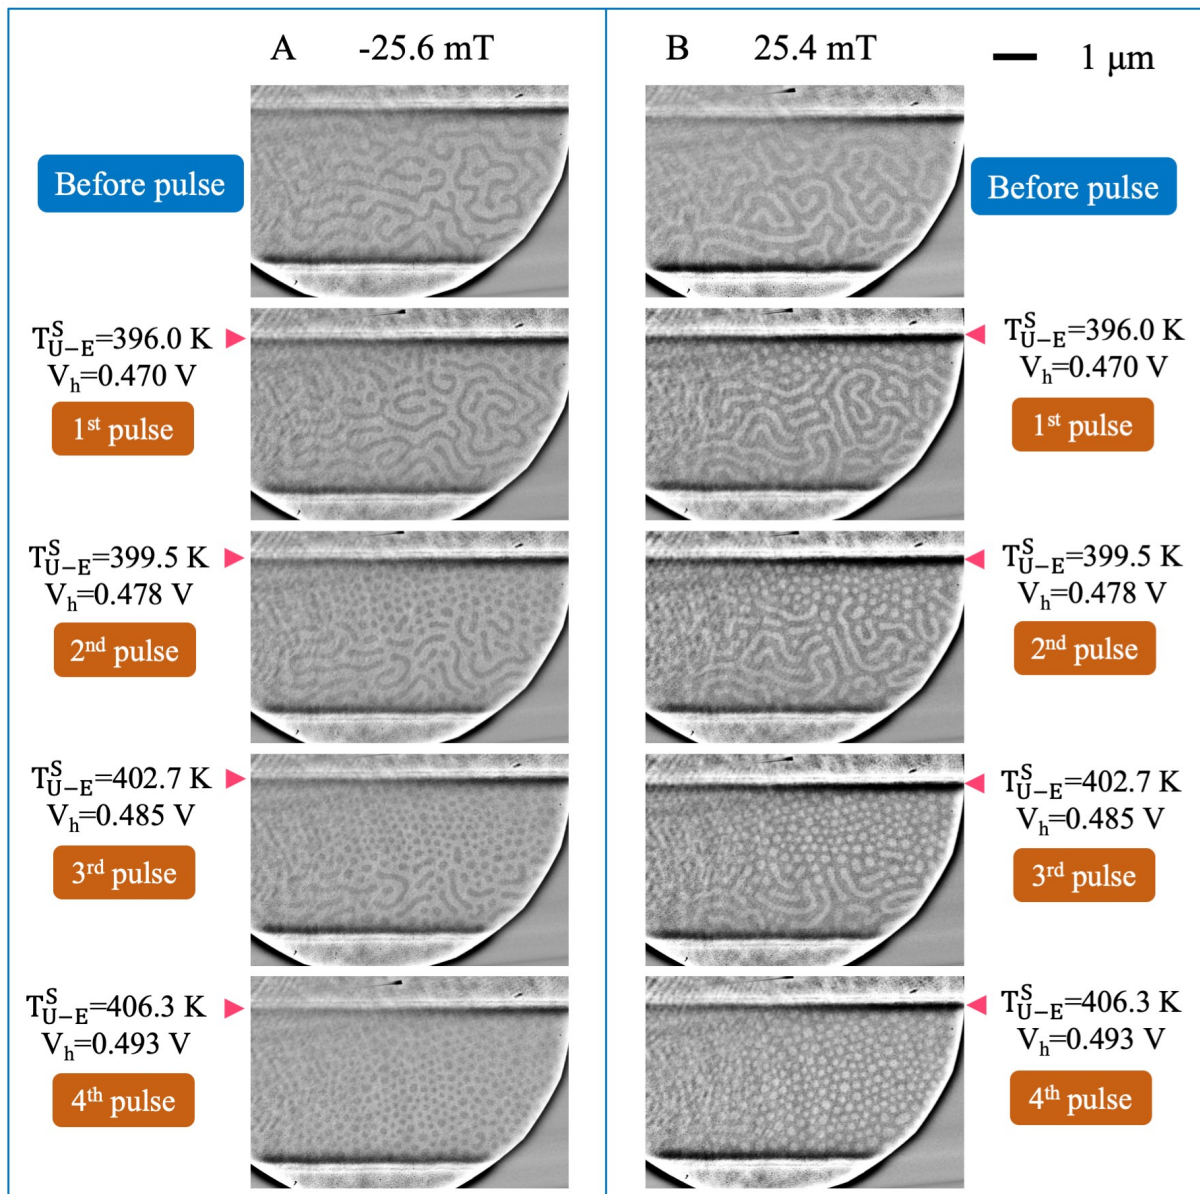 A -25.6 mT
B 25.4 mT
1 μm
Before pulse
Before pulse
T^S_U−E=396.0 K
V_h=0.470 V
1st pulse
T^S_U−E=396.0 K
V_h=0.470 V
1st pulse
T^S_U−E=399.5 K
V_h=0.478 V
2nd pulse
T^S_U−E=399.5 K
V_h=0.478 V
2nd pulse
T^S_U−E=402.7 K
V_h=0.485 V
3rd pulse
T^S_U−E=402.7 K
V_h=0.485 V
3rd pulse
T^S_U−E=406.3 K
V_h=0.493 V
4th pulse
T^S_U−E=406.3 K
V_h=0.493 V
4th pulse